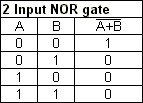 2 Input NOR gate
A B A+B
0 0 1
0 1 0
1 0 0
1 1 0